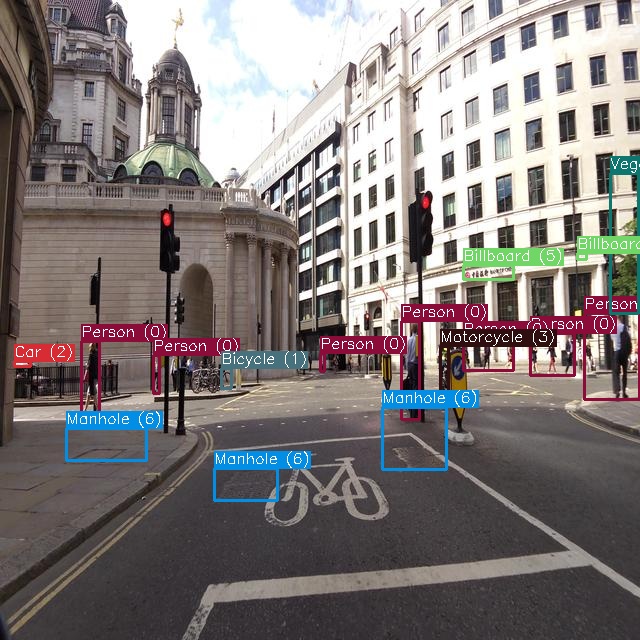 Veg
Billboard (5)
Billboard
Person (0)
Person (0)
Person (0)
Person (0)
Person (0)
Person (0)
Motorcycle (3)
Person (0)
Car (2)
Bicycle (1)
Manhole (6)
Manhole (6)
Manhole (6)